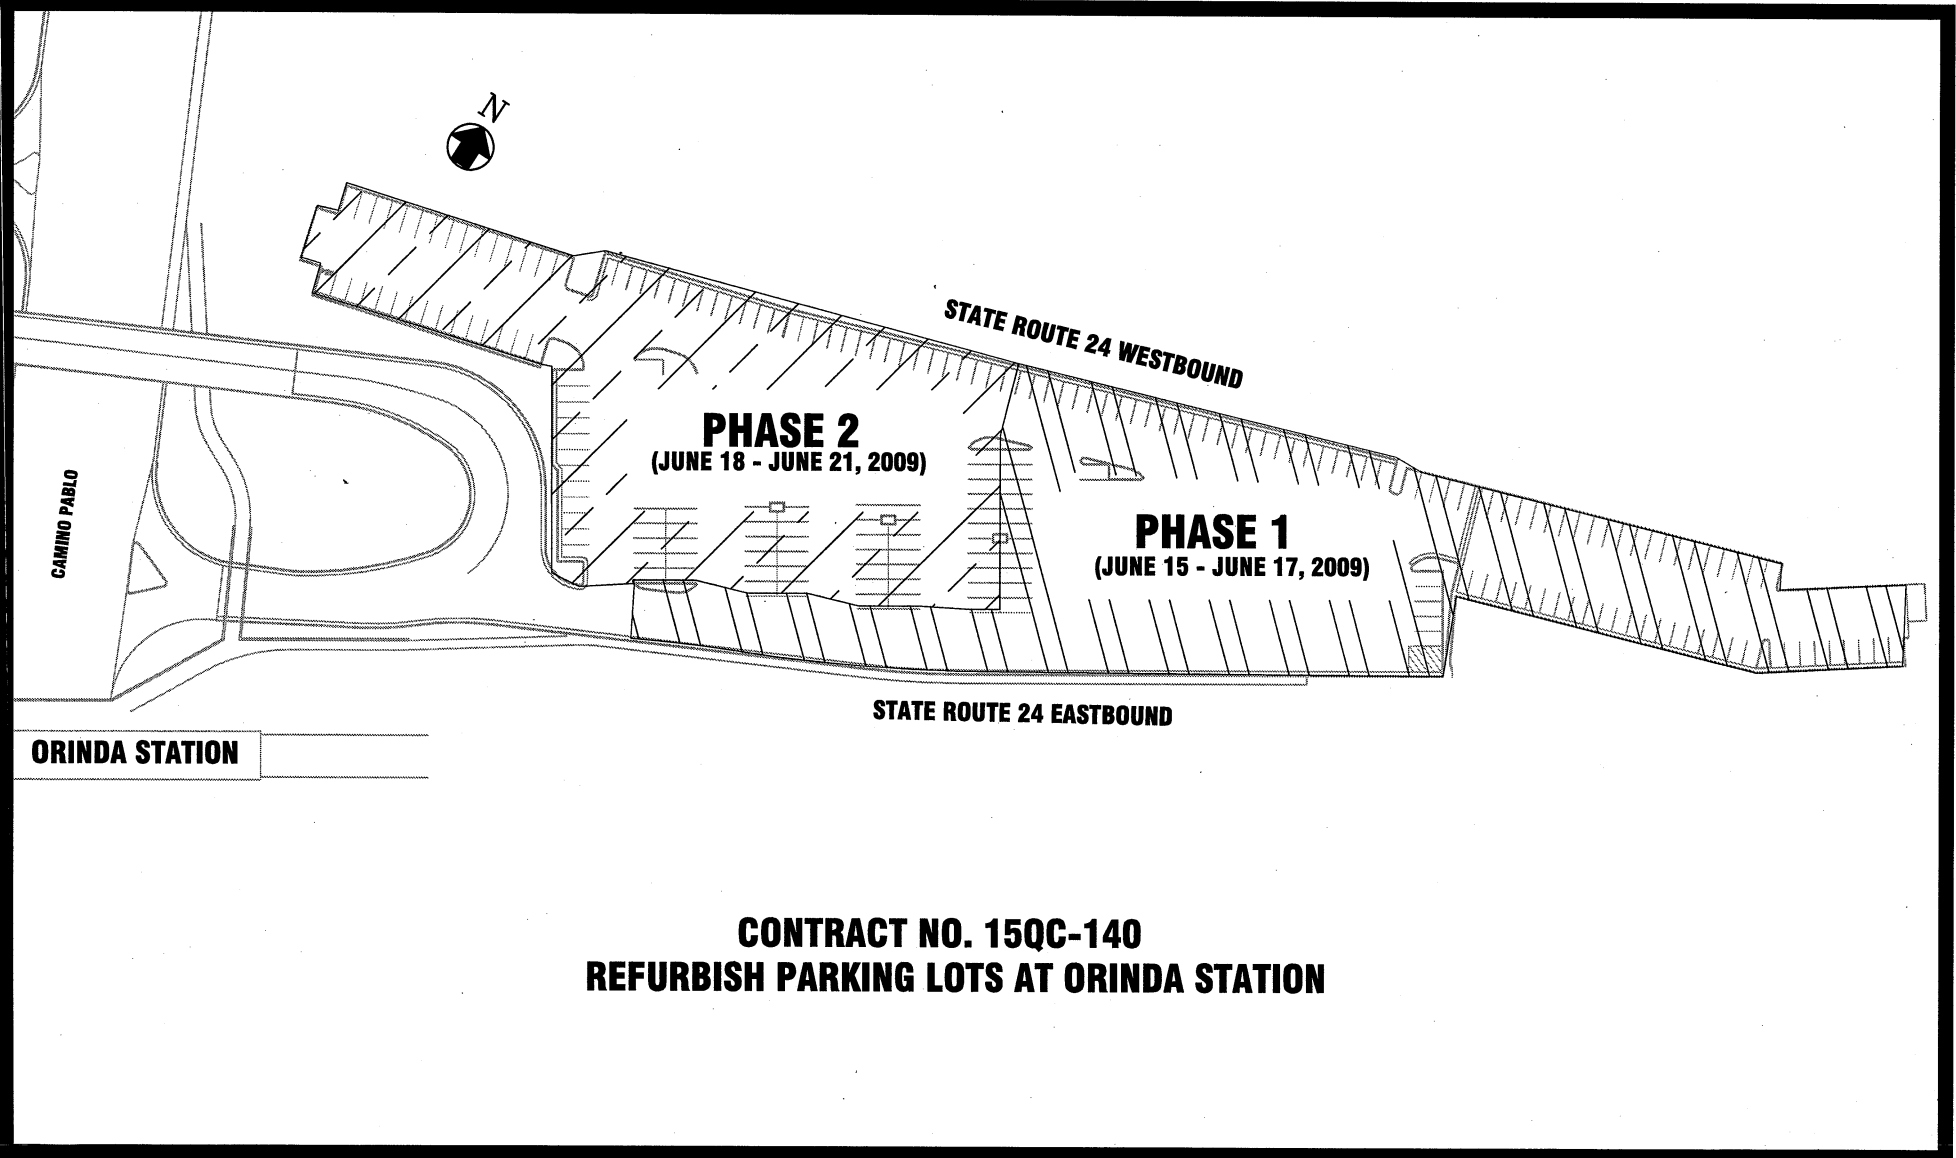 N
STATE ROUTE 24 WESTBOUND
PHASE 2
(JUNE 18 - JUNE 21, 2009)
PHASE 1
(JUNE 15 - JUNE 17, 2009)
CAMINO PABLO
STATE ROUTE 24 EASTBOUND
ORINDA STATION
CONTRACT NO. 15QC-140
REFURBISH PARKING LOTS AT ORINDA STATION